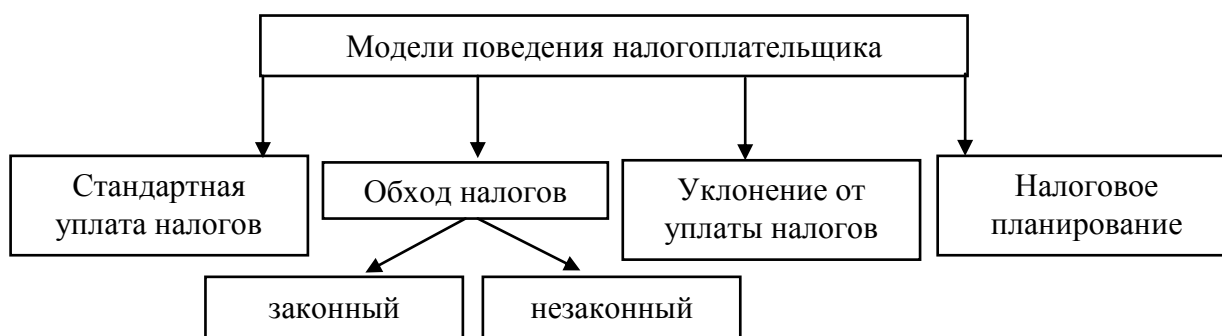 Модели поведения налогоплательщика
Стандартная
уплата налогов
Обход налогов
Уклонение от
уплаты налогов
Налоговое
планирование
законный
незаконный